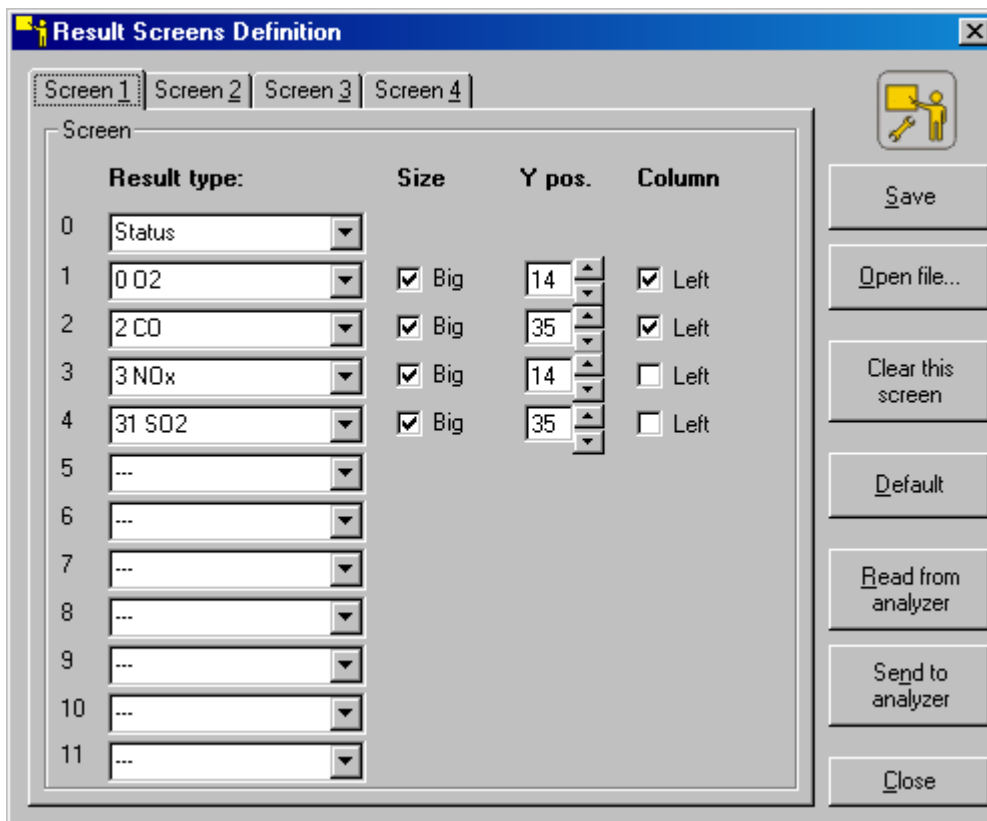 Result Screens Definition
Screen 1 Screen 2 Screen 3 Screen 4
Screen
Result type: Size Y pos. Column
0 Status
1 0 O2 Big 14 Left
2 2 CO Big 35 Left
3 3 NOx Big 14 Left
4 31 SO2 Big 35 Left
5 ---
6 ---
7 ---
8 ---
9 ---
10 ---
11 ---
Save
Open file...
Clear this
screen
Default
Read from
analyzer
Send to
analyzer
Close